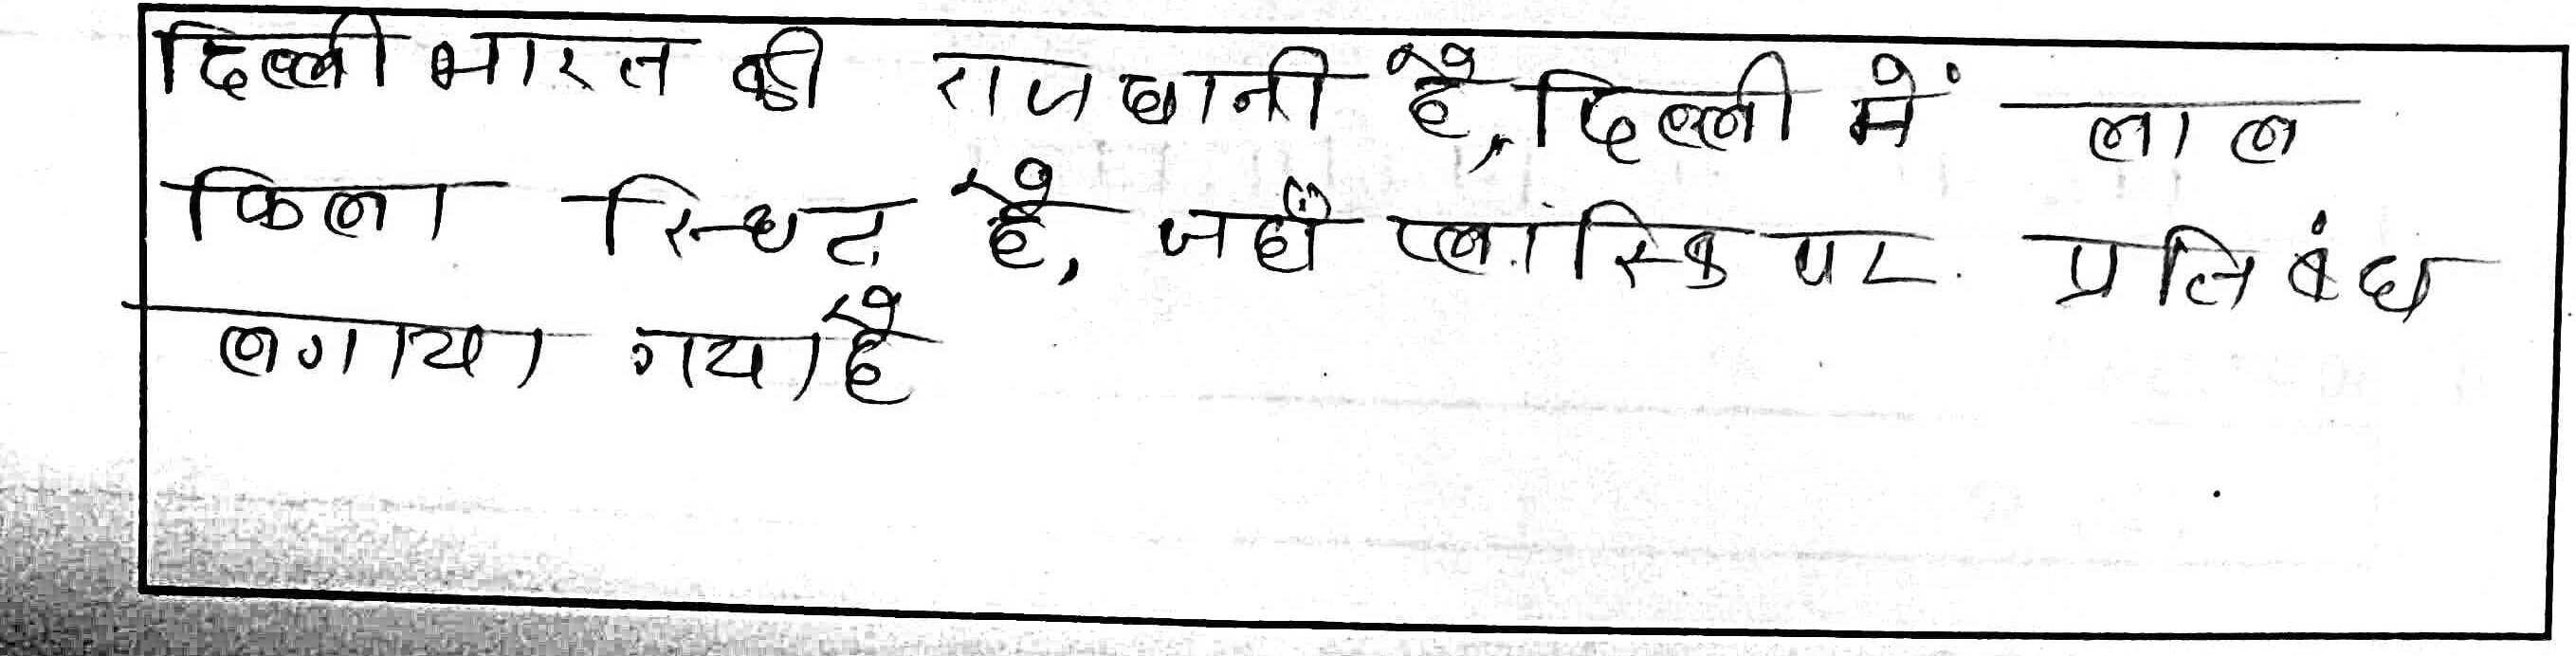 दिल्ली भारत की राजधानी है, दिल्ली में लाल
किला स्थिट है, जहाँ प्लास्कि पर प्रतिबंध
लगाया गया है